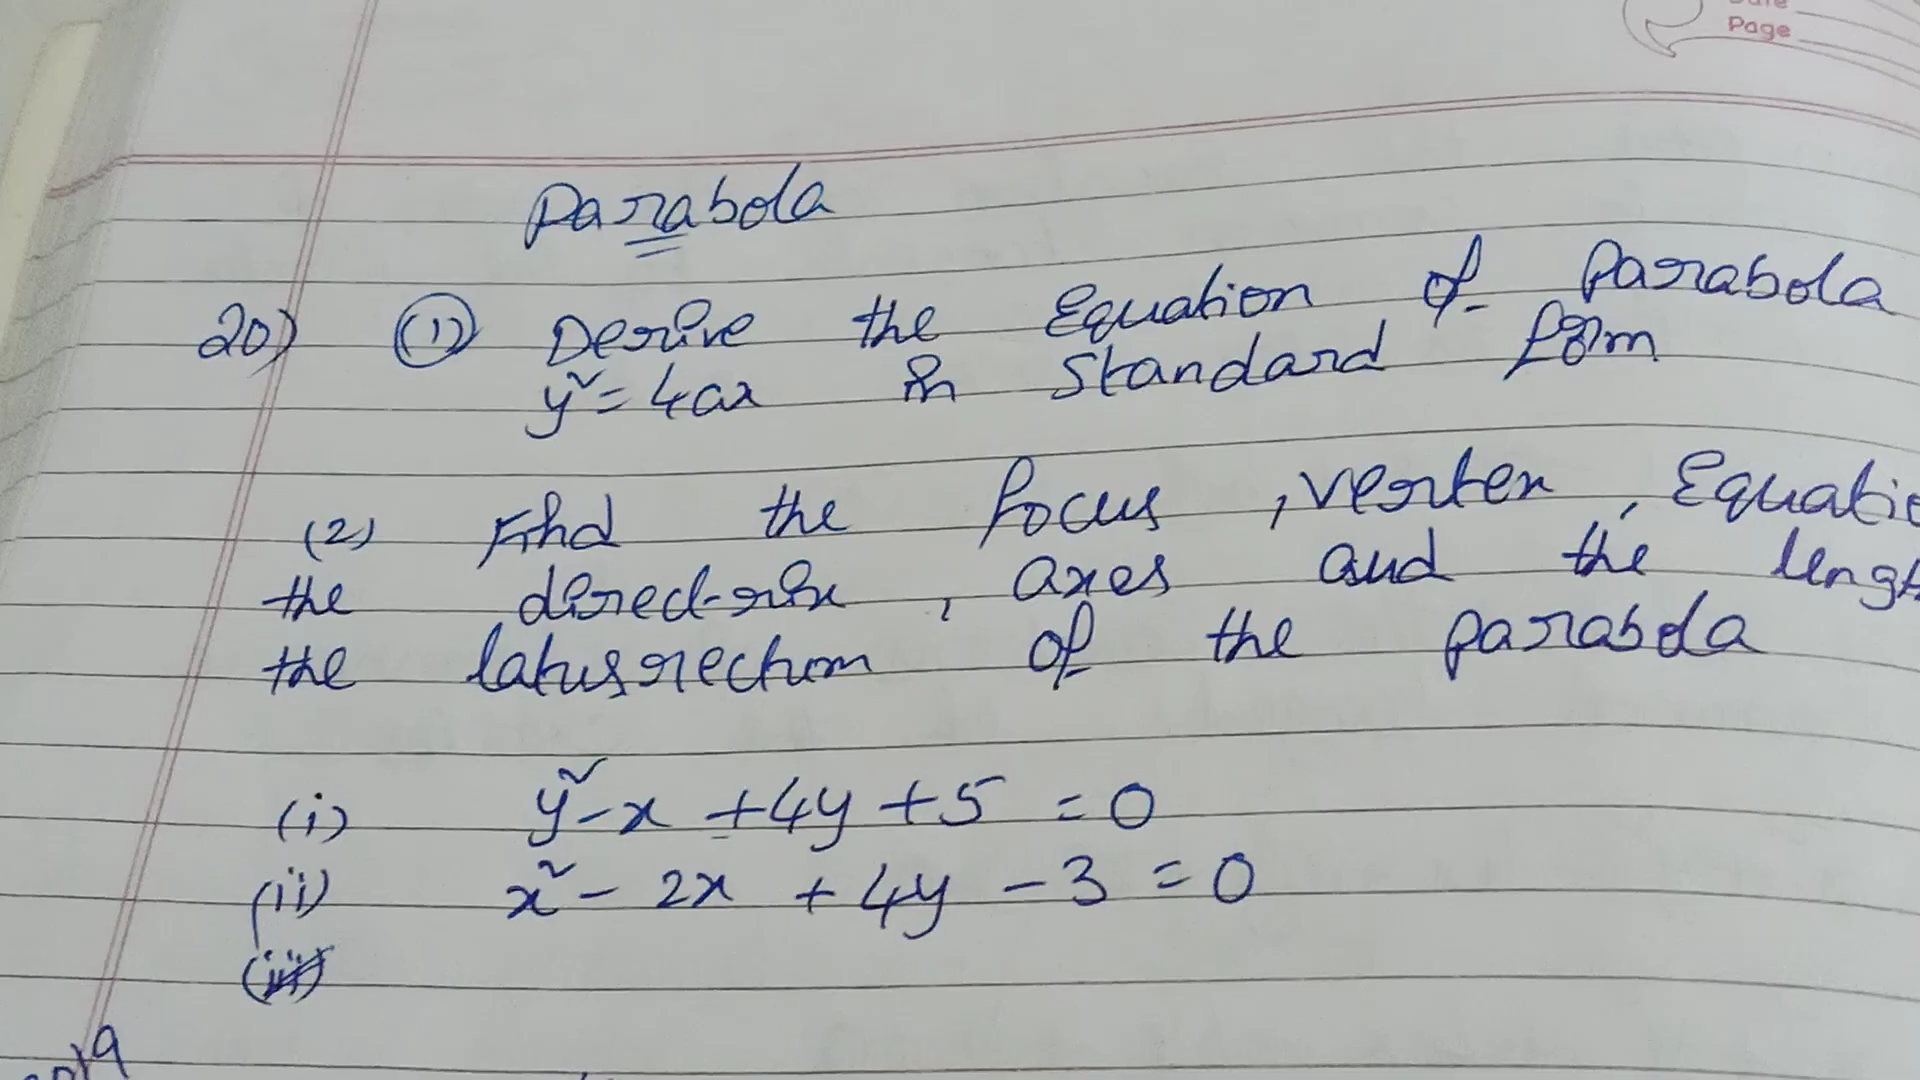 Page
Parabola
20) (1) Derive the Equation of Parabola
y² = 4ax in Standard form
(2) Find the focus, vertex, Equatio
the directrix, axes and the lengt
the latusrectum of the parabola
(i) y² - x + 4y + 5 = 0
(ii) x² - 2x + 4y - 3 = 0
(iii)